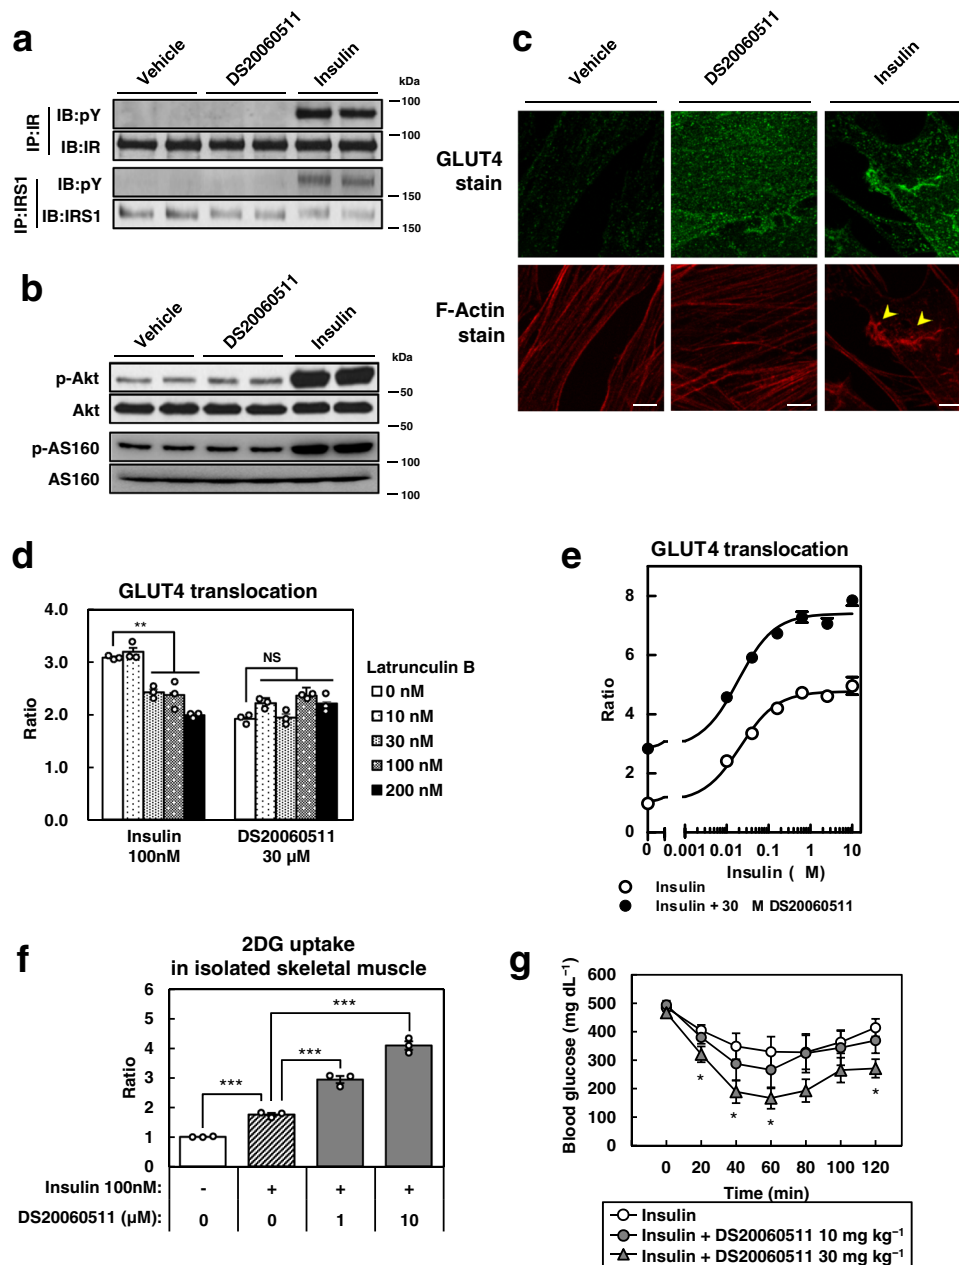 a
Vehicle
DS20060511
Insulin
kDa
IP:IR
IB:pY
100
IB:IR
100
IP:IRS1
IB:pY
150
IB:IRS1
150
b
Vehicle
DS20060511
Insulin
kDa
p-Akt
50
Akt
50
p-AS160
100
AS160
100
c
Vehicle
DS20060511
Insulin
GLUT4
stain
F-Actin
stain
d
GLUT4 translocation
4.0
3.0
2.0
1.0
0.0
Ratio
**
NS
Insulin
100nM
DS20060511
30 μM
Latrunculin B
0 nM
10 nM
30 nM
100 nM
200 nM
e
GLUT4 translocation
8
6
4
2
0
Ratio
0 0.001 0.01 0.1 1 10
Insulin ( M)
Insulin
Insulin + 30 M DS20060511
f
2DG uptake
in isolated skeletal muscle
6
5
4
3
2
1
0
Ratio
***
***
***
Insulin 100nM: - + + +
DS20060511 (μM): 0 0 1 10
g
Blood glucose (mg dL⁻¹)
600
500
400
300
200
100
0
* * * *
0 20 40 60 80 100 120
Time (min)
Insulin
Insulin + DS20060511 10 mg kg⁻¹
Insulin + DS20060511 30 mg kg⁻¹